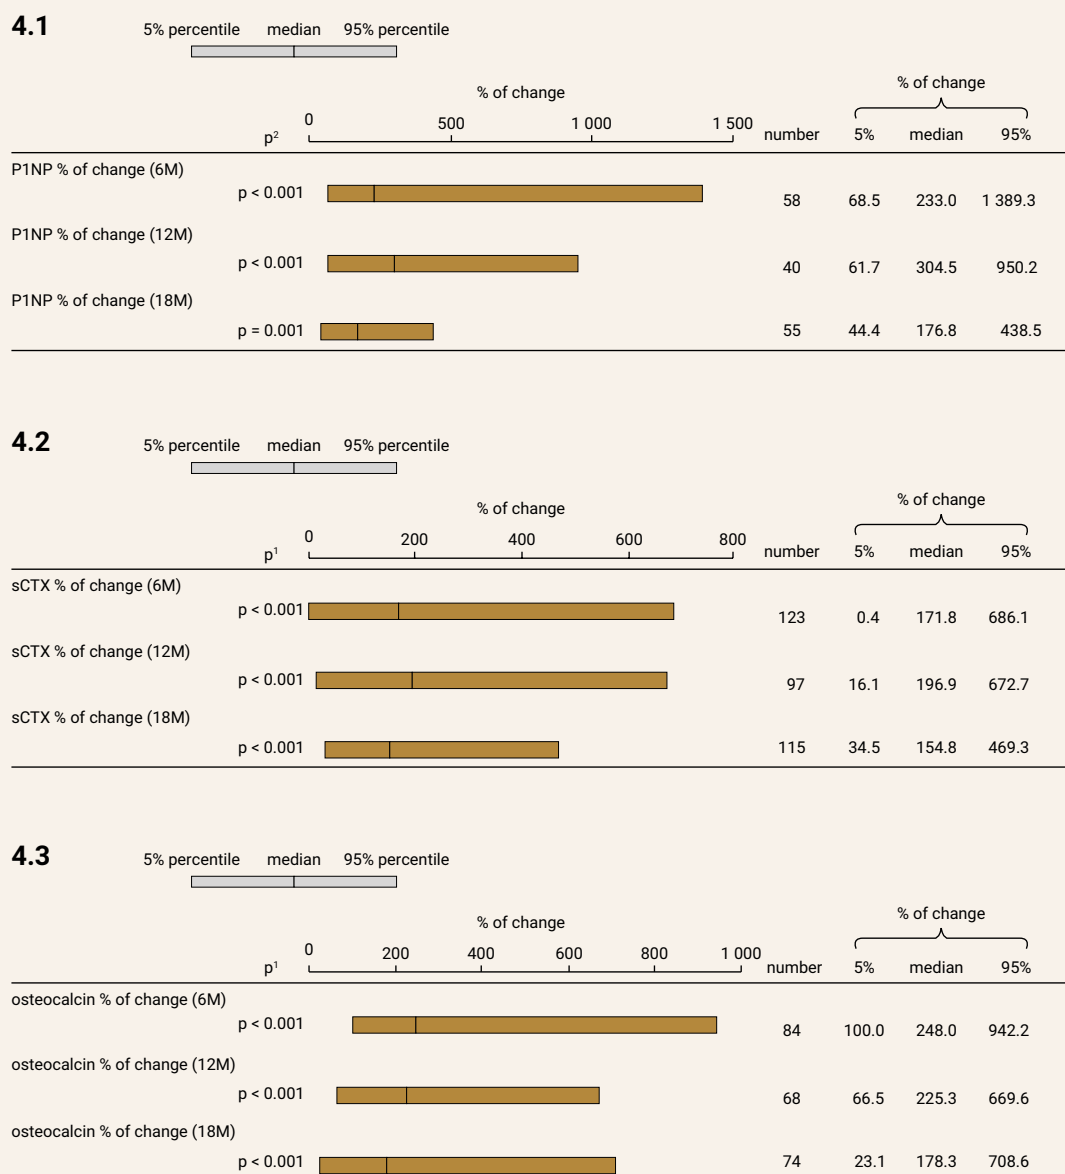 4.1
5% percentile median 95% percentile
% of change
% of change
0 500 1 000 1 500
p² number 5% median 95%
P1NP % of change (6M)
p < 0.001 58 68.5 233.0 1 389.3
P1NP % of change (12M)
p < 0.001 40 61.7 304.5 950.2
P1NP % of change (18M)
p = 0.001 55 44.4 176.8 438.5
4.2
5% percentile median 95% percentile
% of change
% of change
0 200 400 600 800
p¹ number 5% median 95%
sCTX % of change (6M)
p < 0.001 123 0.4 171.8 686.1
sCTX % of change (12M)
p < 0.001 97 16.1 196.9 672.7
sCTX % of change (18M)
p < 0.001 115 34.5 154.8 469.3
4.3
5% percentile median 95% percentile
% of change
% of change
0 200 400 600 800 1 000
p¹ number 5% median 95%
osteocalcin % of change (6M)
p < 0.001 84 100.0 248.0 942.2
osteocalcin % of change (12M)
p < 0.001 68 66.5 225.3 669.6
osteocalcin % of change (18M)
p < 0.001 74 23.1 178.3 708.6